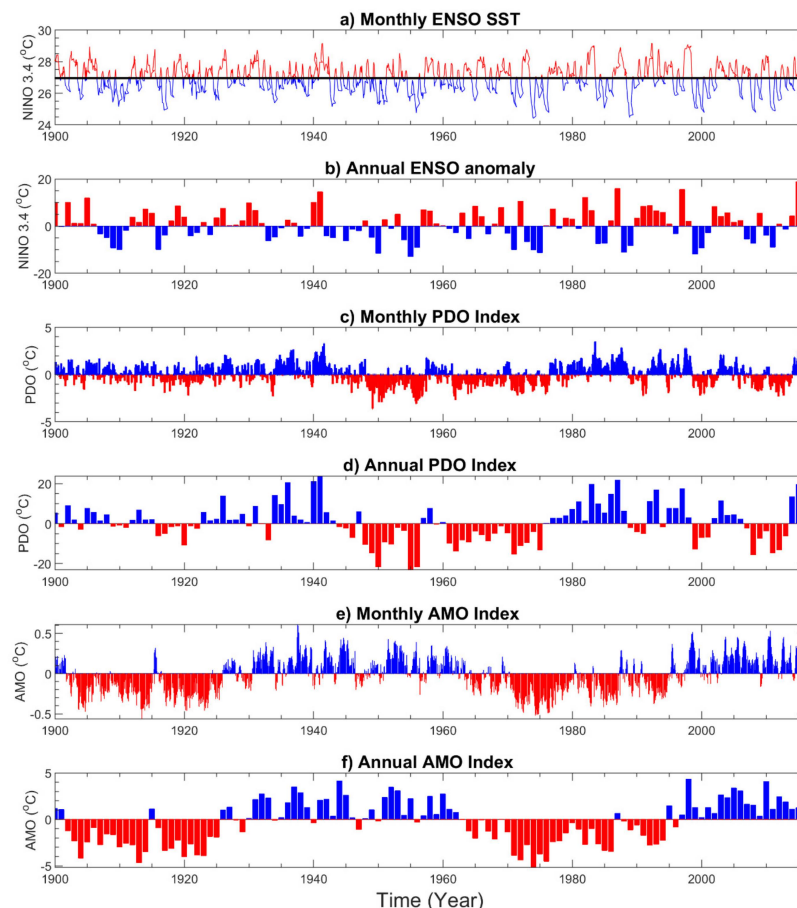 a) Monthly ENSO SST
NINO 3.4 (°C)
30
28
26
24
1900 1920 1940 1960 1980 2000
b) Annual ENSO anomaly
NINO 3.4 (°C)
20
0
-20
1900 1920 1940 1960 1980 2000
c) Monthly PDO Index
PDO (°C)
5
0
-5
1900 1920 1940 1960 1980 2000
d) Annual PDO Index
PDO (°C)
20
0
-20
1900 1920 1940 1960 1980 2000
e) Monthly AMO Index
AMO (°C)
0.5
0
-0.5
1900 1920 1940 1960 1980 2000
f) Annual AMO Index
AMO (°C)
5
0
-5
1900 1920 1940 1960 1980 2000
Time (Year)